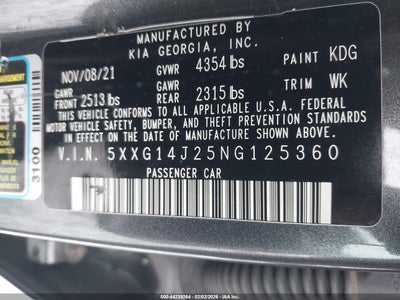 MANUFACTURED BY
KIA GEORGIA, INC.
NOV/08/21 GVWR 4354 lbs PAINT KDG
GAWR FRONT 2513 lbs GAWR REAR 2315 lbs TRIM WK
THIS VEHICLE CONFORMS TO ALL APPLICABLE U.S.A. FEDERAL
MOTOR VEHICLE SAFETY, BUMPER, AND THEFT PREVENTION STANDARDS
IN EFFECT ON THE DATE OF MANUFACTURE SHOWN ABOVE.
V.I.N. 5XXG14J25NG125360
PASSENGER CAR
3100
000-44239264 - 02/02/2026 - IAA Inc.